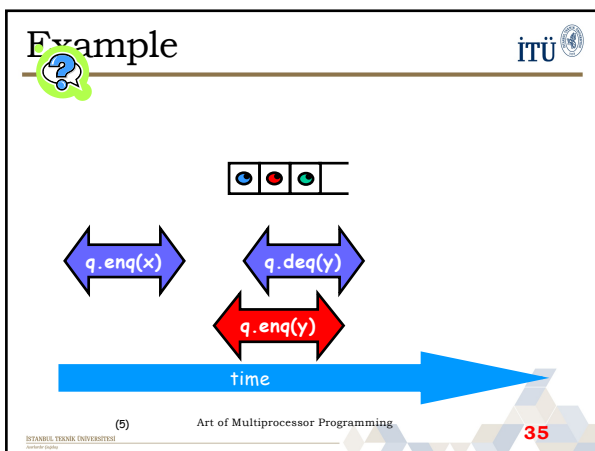 Example
İTÜ
q.enq(x)
q.deq(y)
q.enq(y)
time
(5)
Art of Multiprocessor Programming
35
İSTANBUL TEKNİK ÜNİVERSİTESİ